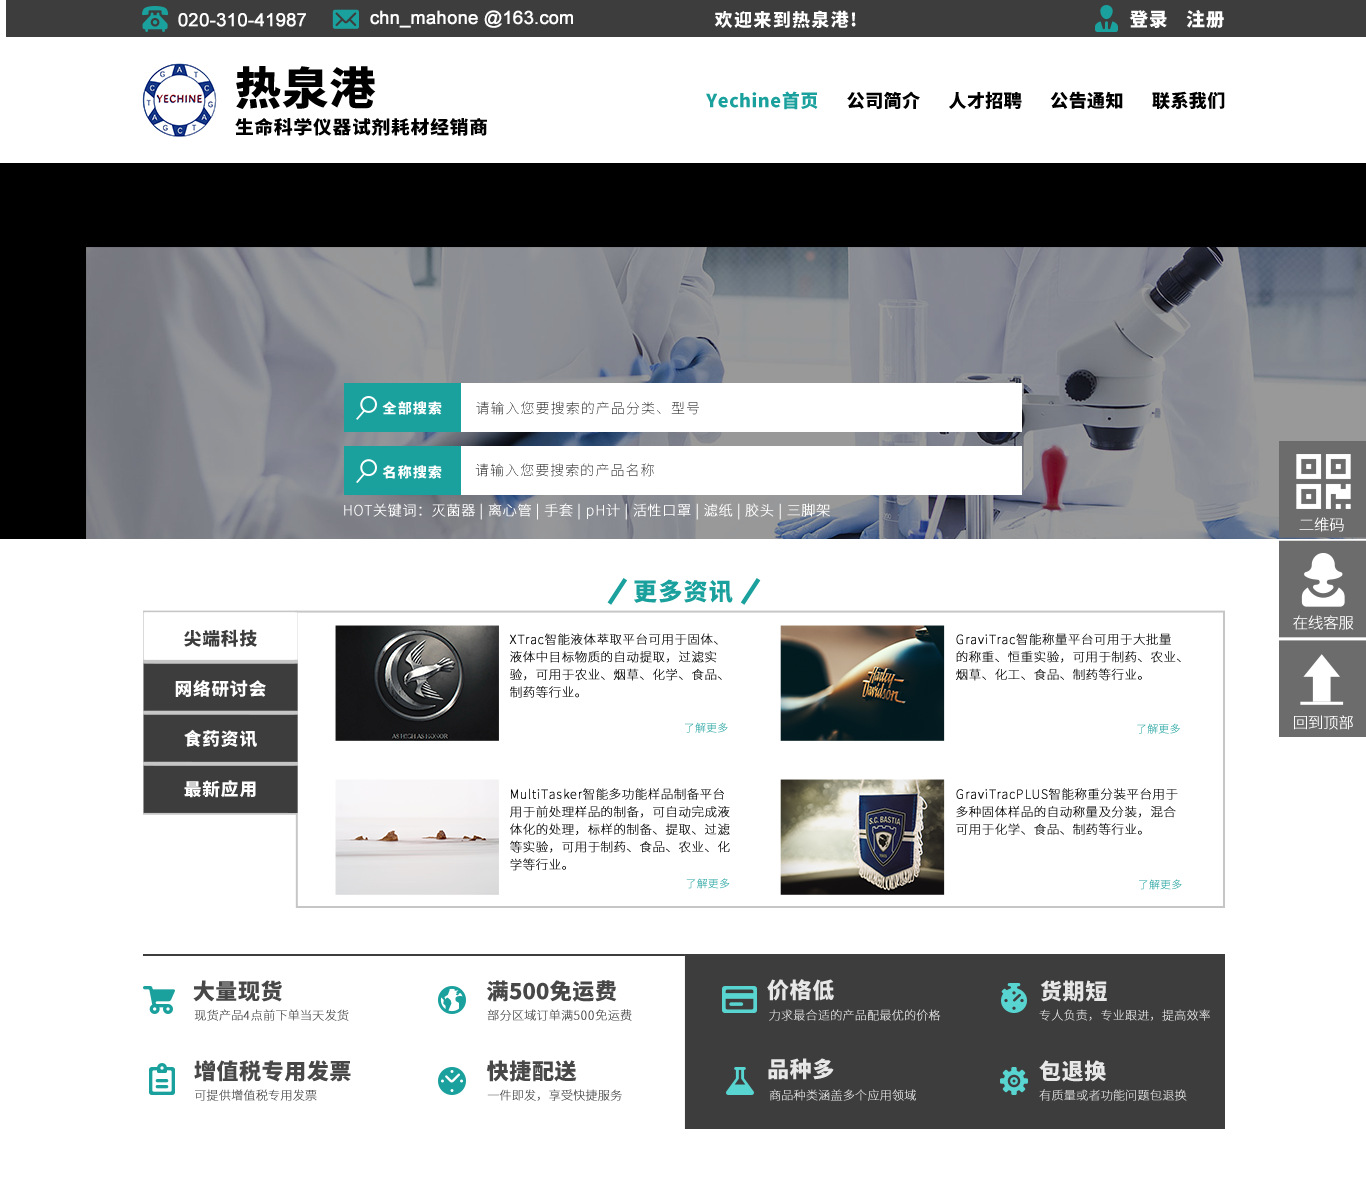 020-310-41987
chn_mahone @163.com
欢迎来到热泉港!
登录 注册
YECHINE
热泉港
生命科学仪器试剂耗材经销商
Yechine首页 公司简介 人才招聘 公告通知 联系我们
全部搜索
请输入您要搜索的产品分类、型号
名称搜索
请输入您要搜索的产品名称
HOT关键词：灭菌器 | 离心管 | 手套 | pH计 | 活性口罩 | 滤纸 | 胶头 | 三脚架
二维码
在线客服
回到顶部
更多资讯
尖端科技
网络研讨会
食药资讯
最新应用
AS HIGH AS HONOR
XTrac智能液体萃取平台可用于固体、
液体中目标物质的自动提取，过滤实
验，可用于农业、烟草、化学、食品、
制药等行业。
了解更多
Harley
Davidson
GraviTrac智能称量平台可用于大批量
的称重、恒重实验，可用于制药、农业、
烟草、化工、食品、制药等行业。
了解更多
MultiTasker智能多功能样品制备平台
用于前处理样品的制备，可自动完成液
体化的处理，标样的制备、提取、过滤
等实验，可用于制药、食品、农业、化
学等行业。
了解更多
S.C. BASTIA
GraviTracPLUS智能称重分装平台用于
多种固体样品的自动称量及分装，混合
可用于化学、食品、制药等行业。
了解更多
大量现货
现货产品4点前下单当天发货
满500免运费
部分区域订单满500免运费
价格低
力求最合适的产品配最优的价格
货期短
专人负责，专业跟进，提高效率
增值税专用发票
可提供增值税专用发票
快捷配送
一件即发，享受快捷服务
品种多
商品种类涵盖多个应用领域
包退换
有质量或者功能问题包退换